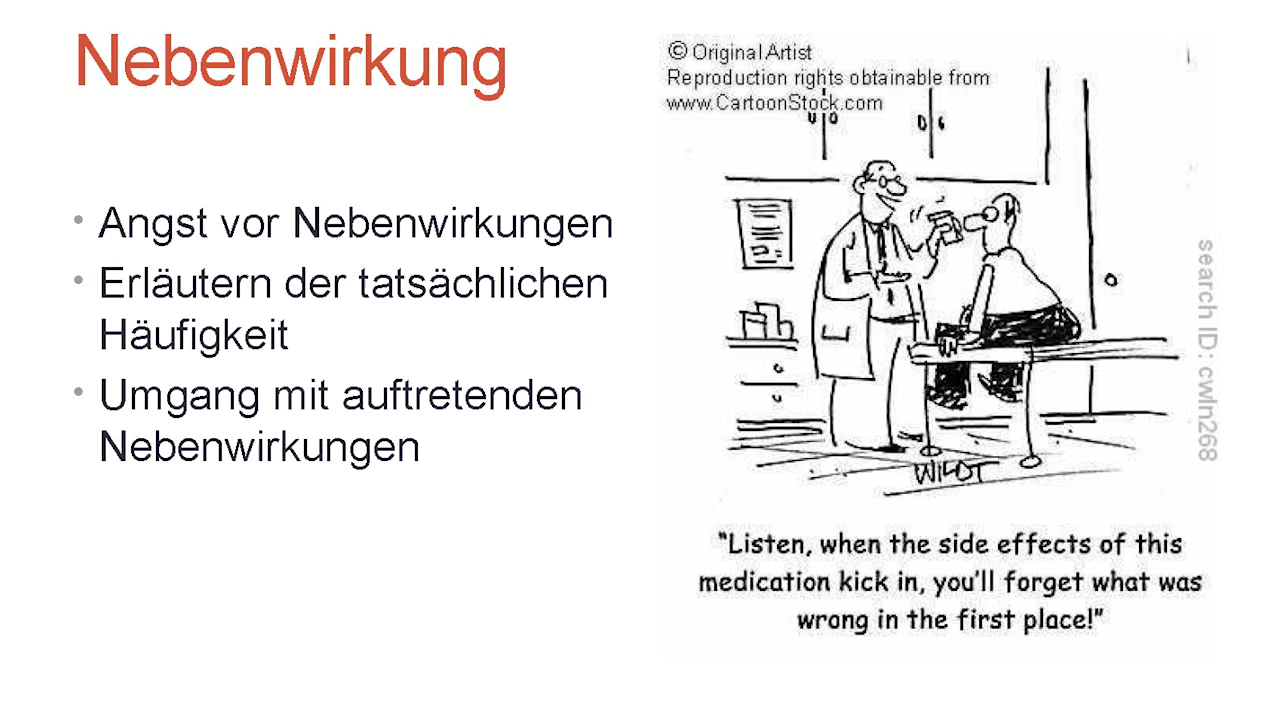 Nebenwirkung
• Angst vor Nebenwirkungen
• Erläutern der tatsächlichen
Häufigkeit
• Umgang mit auftretenden
Nebenwirkungen
© Original Artist
Reproduction rights obtainable from
www.CartoonStock.com
search ID: cwln268
WILDT
"Listen, when the side effects of this
medication kick in, you'll forget what was
wrong in the first place!"